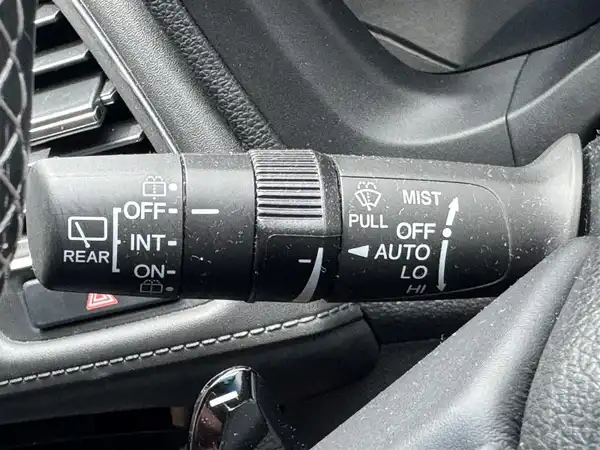 OFF
INT
ON
REAR
PULL
MIST
OFF
AUTO
LO
HI